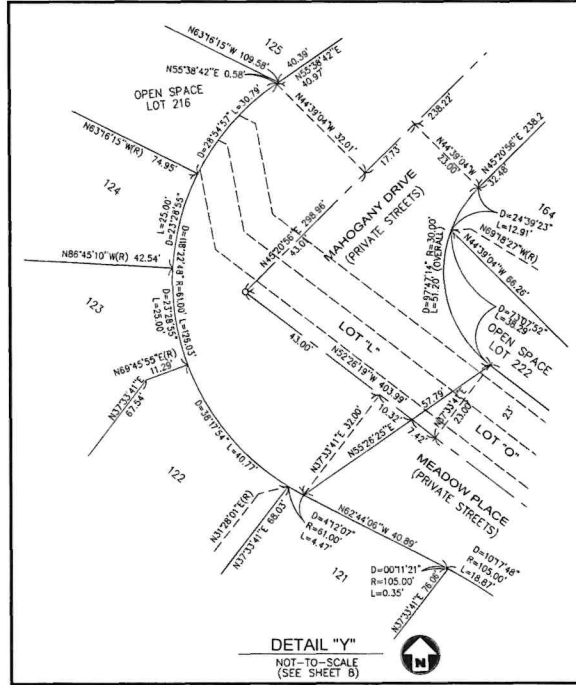 N63°16'15"W 109.58'
125
40.39'
N55°38'42"E
40.97'
N55°38'42"E 0.58'
OPEN SPACE
LOT 216
D=28°54'57" L=30.79'
N44°39'04"W
32.01'
238.22'
17.73'
N44°39'04"W
23.00'
N45°20'56"E 238.2
32.48'
N63°16'15"W(R)
74.95'
124
MAHOGANY DRIVE
(PRIVATE STREETS)
N45°20'56"E 298.96'
43.01'
164
D=24°39'23"
L=12.91'
N69°18'27"W(R)
N44°39'04"W 66.26'
D=97°47'14" R=30.00'
L=51.20' (OVERALL)
L=25.00'
D=23°28'55"
D=118°22'48" R=61.00' L=126.03'
N86°45'10"W(R) 42.54'
D=73°07'52"
L=38.29'
OPEN SPACE
LOT 222
123
D=23°28'55"
L=25.00'
43.00'
LOT "L"
N52°26'19"W 403.99'
N69°45'55"E(R)
11.29'
N37°33'41"E
67.54'
10.32'
57.79'
N55°26'25"E
N37°33'41"E
23.00'
23'
LOT "O"
7.42'
N37°33'41"E 32.00'
D=38°17'54" L=40.77'
MEADOW PLACE
(PRIVATE STREETS)
122
N31°28'01"E(R)
N37°33'41"E 68.03'
D=4°12'07"
R=61.00'
L=4.47'
N62°44'06"W 40.89'
121
D=00°11'21"
R=105.00'
L=0.35'
D=10°17'48"
R=105.00'
L=18.87'
N37°33'41"E 76.06'
DETAIL "Y"
NOT-TO-SCALE
(SEE SHEET 8)
N